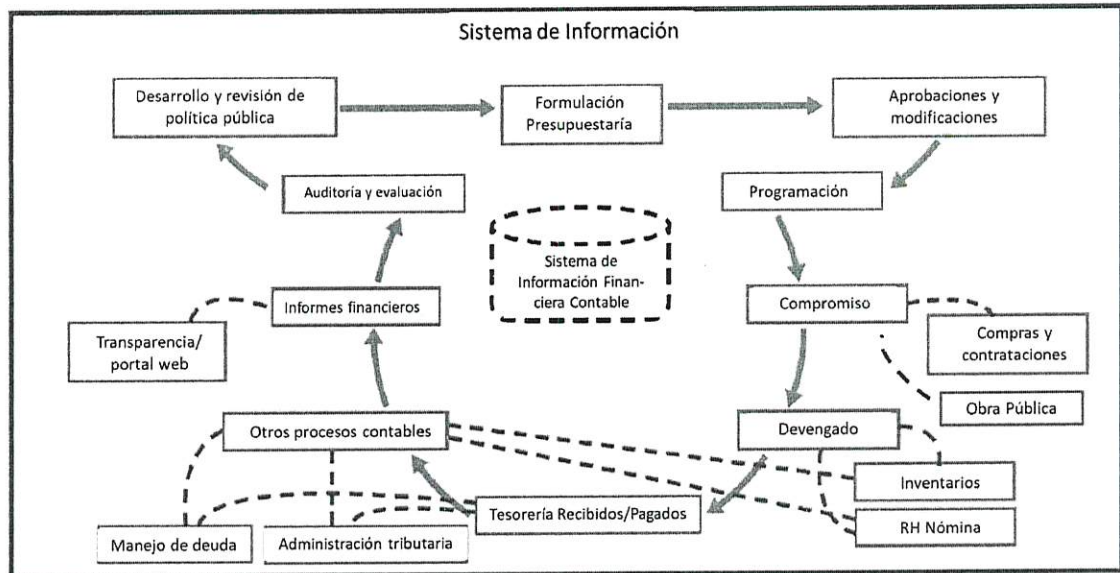 Sistema de Información
Desarrollo y revisión de
política pública
Formulación
Presupuestaría
Aprobaciones y
modificaciones
Auditoría y evaluación
Programación
Sistema de
Información Finan-
ciera Contable
Informes financieros
Compromiso
Transparencia/
portal web
Compras y
contrataciones
Obra Pública
Otros procesos contables
Devengado
Inventarios
Tesorería Recibidos/Pagados
RH Nómina
Manejo de deuda
Administración tributaria